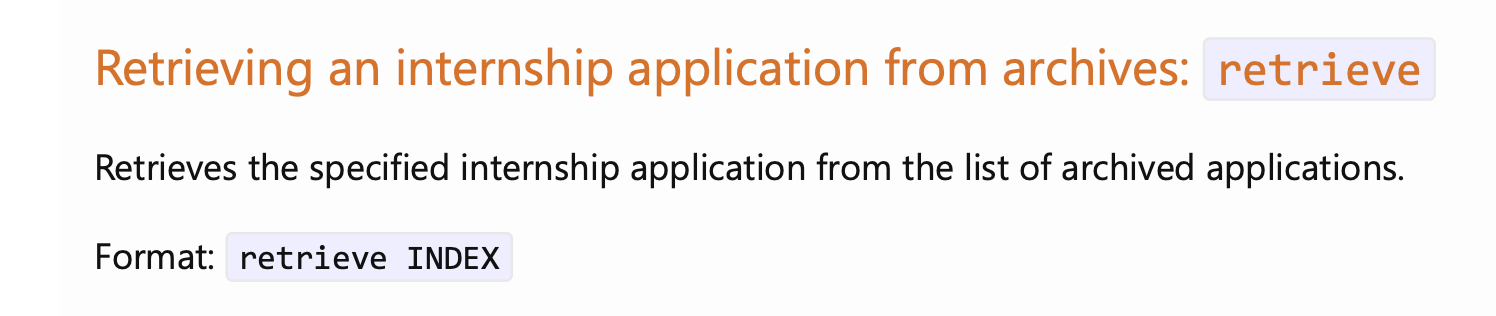 Retrieving an internship application from archives: retrieve
Retrieves the specified internship application from the list of archived applications.
Format: retrieve INDEX